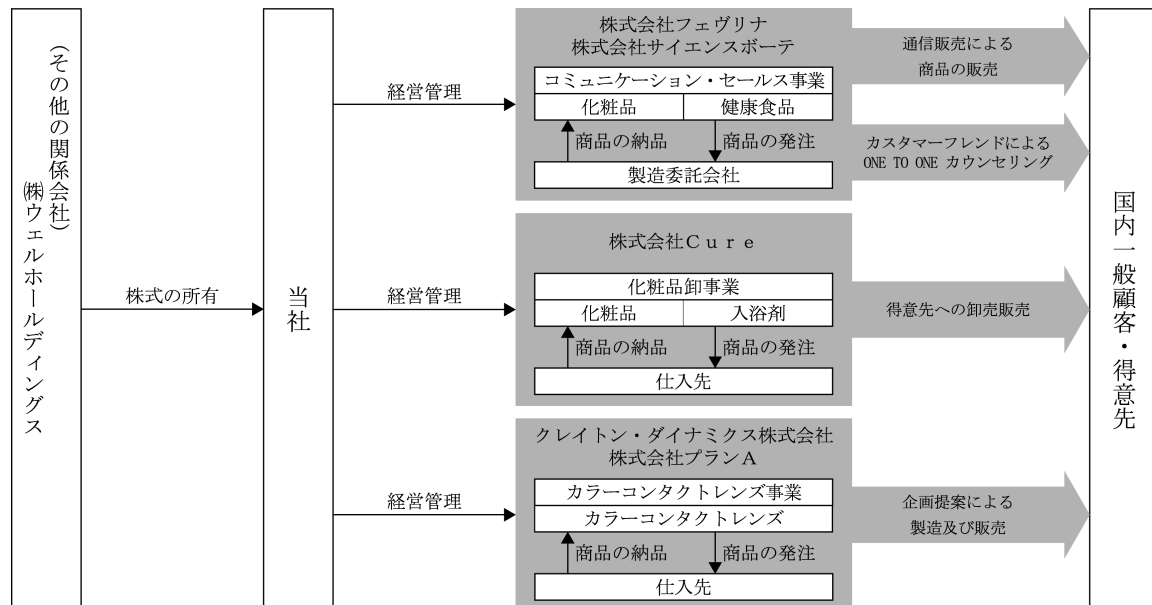 (その他の関係会社)
㈱ウェルホールディングス
株式の所有
当社
経営管理
株式会社フェヴリナ
株式会社サイエンスボーテ
コミュニケーション・セールス事業
化粧品
健康食品
商品の納品
商品の発注
製造委託会社
通信販売による
商品の販売
カスタマーフレンドによる
ONE TO ONE カウンセリング
経営管理
株式会社Cure
化粧品卸事業
化粧品
入浴剤
商品の納品
商品の発注
仕入先
得意先への卸売販売
経営管理
クレイトン・ダイナミクス株式会社
株式会社プランA
カラーコンタクトレンズ事業
カラーコンタクトレンズ
商品の納品
商品の発注
仕入先
企画提案による
製造及び販売
国内一般顧客・得意先